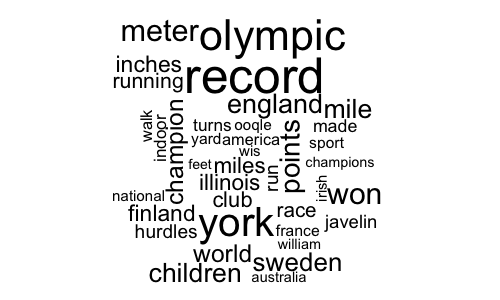 meter olympic
inches
running record
england mile
walk indoor champion turns ooqle points made
yard america sport
wis
feet miles champions
illinois run irish
national club won
finland york race javelin
hurdles france
william
world sweden
children australia